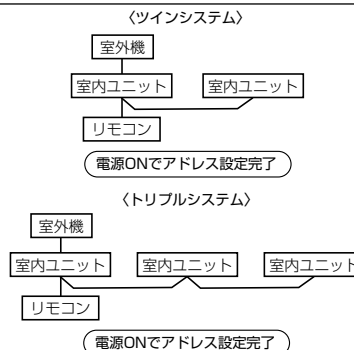 〈ツインシステム〉
室外機
室内ユニット 室内ユニット
リモコン
電源ONでアドレス設定完了
〈トリプルシステム〉
室外機
室内ユニット 室内ユニット 室内ユニット
リモコン
電源ONでアドレス設定完了